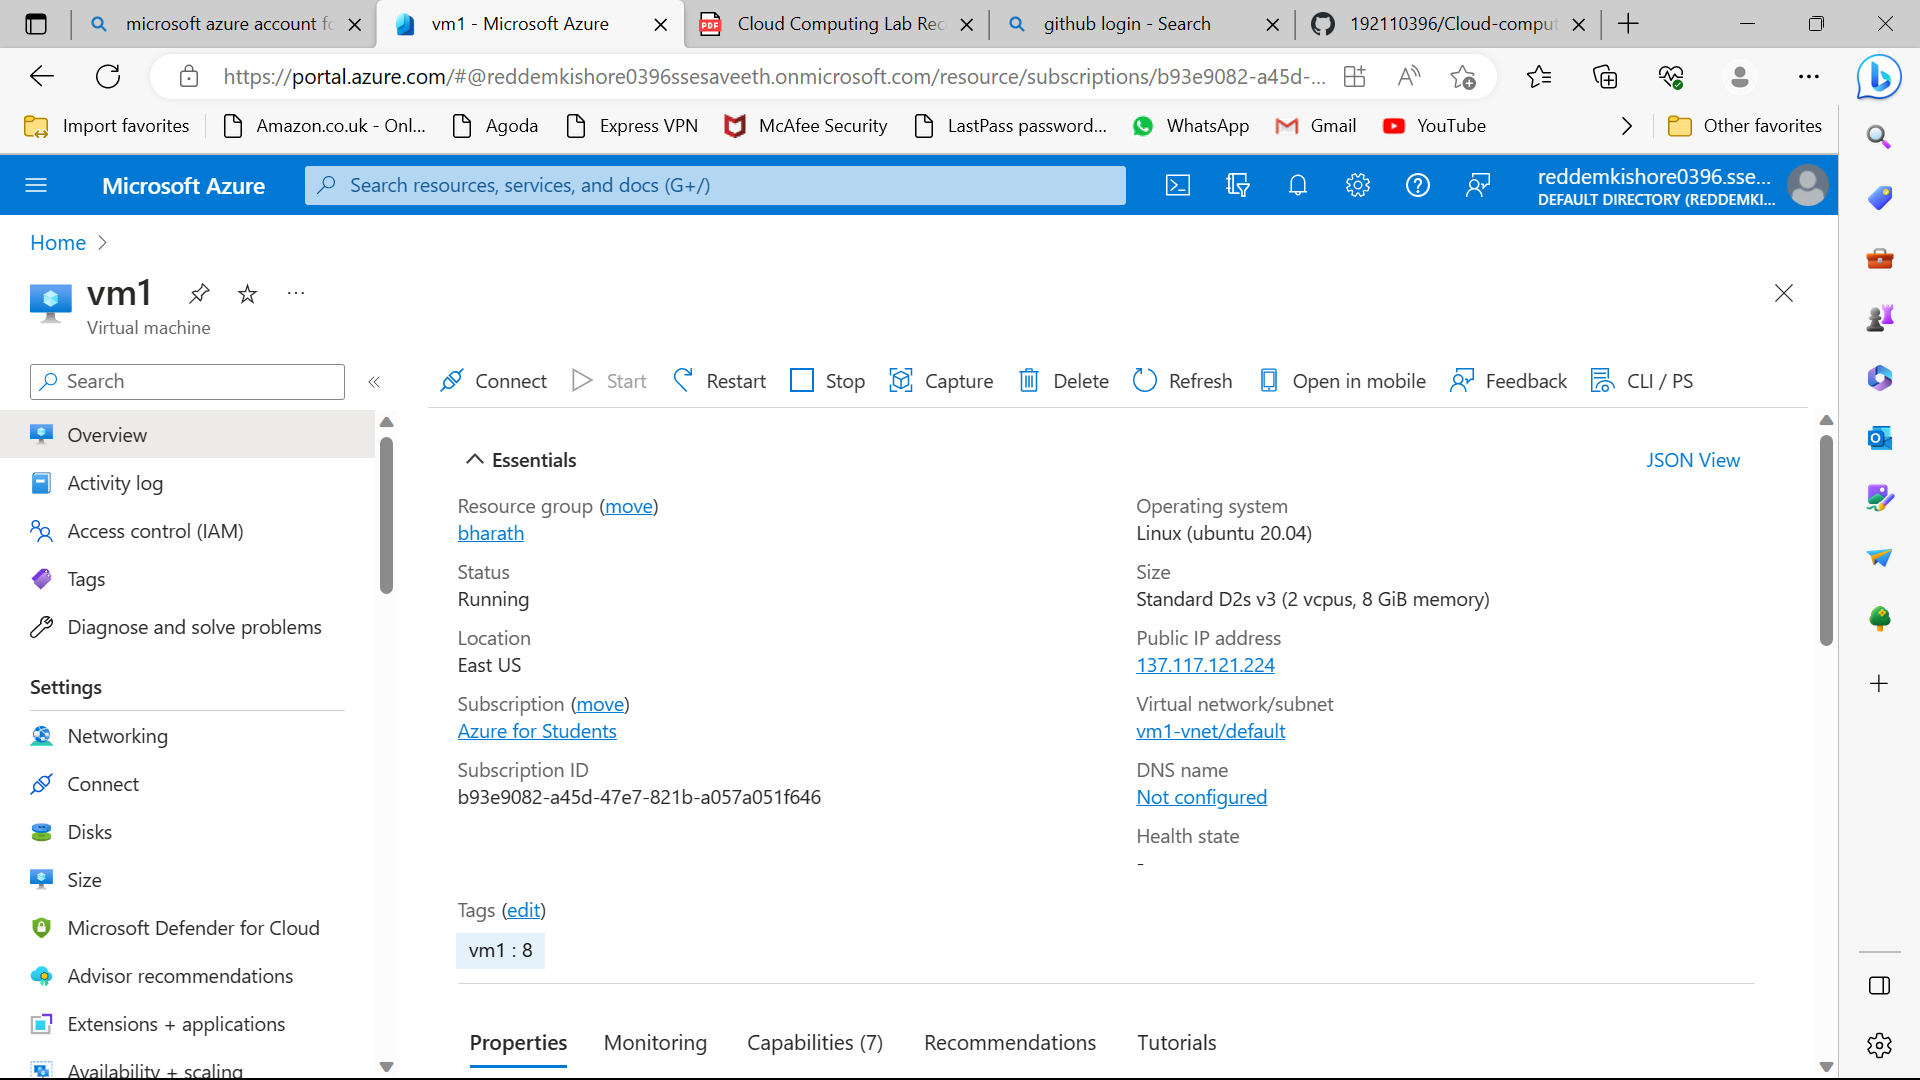 microsoft azure account fo
vm1 - Microsoft Azure
Cloud Computing Lab Rec
github login - Search
192110396/Cloud-comput
https://portal.azure.com/#@reddemkishore0396ssesaveeth.onmicrosoft.com/resource/subscriptions/b93e9082-a45d-...
Import favorites
Amazon.co.uk - Onl...
Agoda
Express VPN
McAfee Security
LastPass password...
WhatsApp
Gmail
YouTube
Other favorites
Microsoft Azure
Search resources, services, and docs (G+/)
reddemkishore0396.sse...
DEFAULT DIRECTORY (REDDEMKI...
Home
vm1
Virtual machine
Search
Connect
Start
Restart
Stop
Capture
Delete
Refresh
Open in mobile
Feedback
CLI / PS
Overview
Activity log
Access control (IAM)
Tags
Diagnose and solve problems
Settings
Networking
Connect
Disks
Size
Microsoft Defender for Cloud
Advisor recommendations
Extensions + applications
Availability + scaling
Essentials
JSON View
Resource group (move)
bharath
Status
Running
Location
East US
Subscription (move)
Azure for Students
Subscription ID
b93e9082-a45d-47e7-821b-a057a051f646
Operating system
Linux (ubuntu 20.04)
Size
Standard D2s v3 (2 vcpus, 8 GiB memory)
Public IP address
137.117.121.224
Virtual network/subnet
vm1-vnet/default
DNS name
Not configured
Health state
-
Tags (edit)
vm1 : 8
Properties
Monitoring
Capabilities (7)
Recommendations
Tutorials